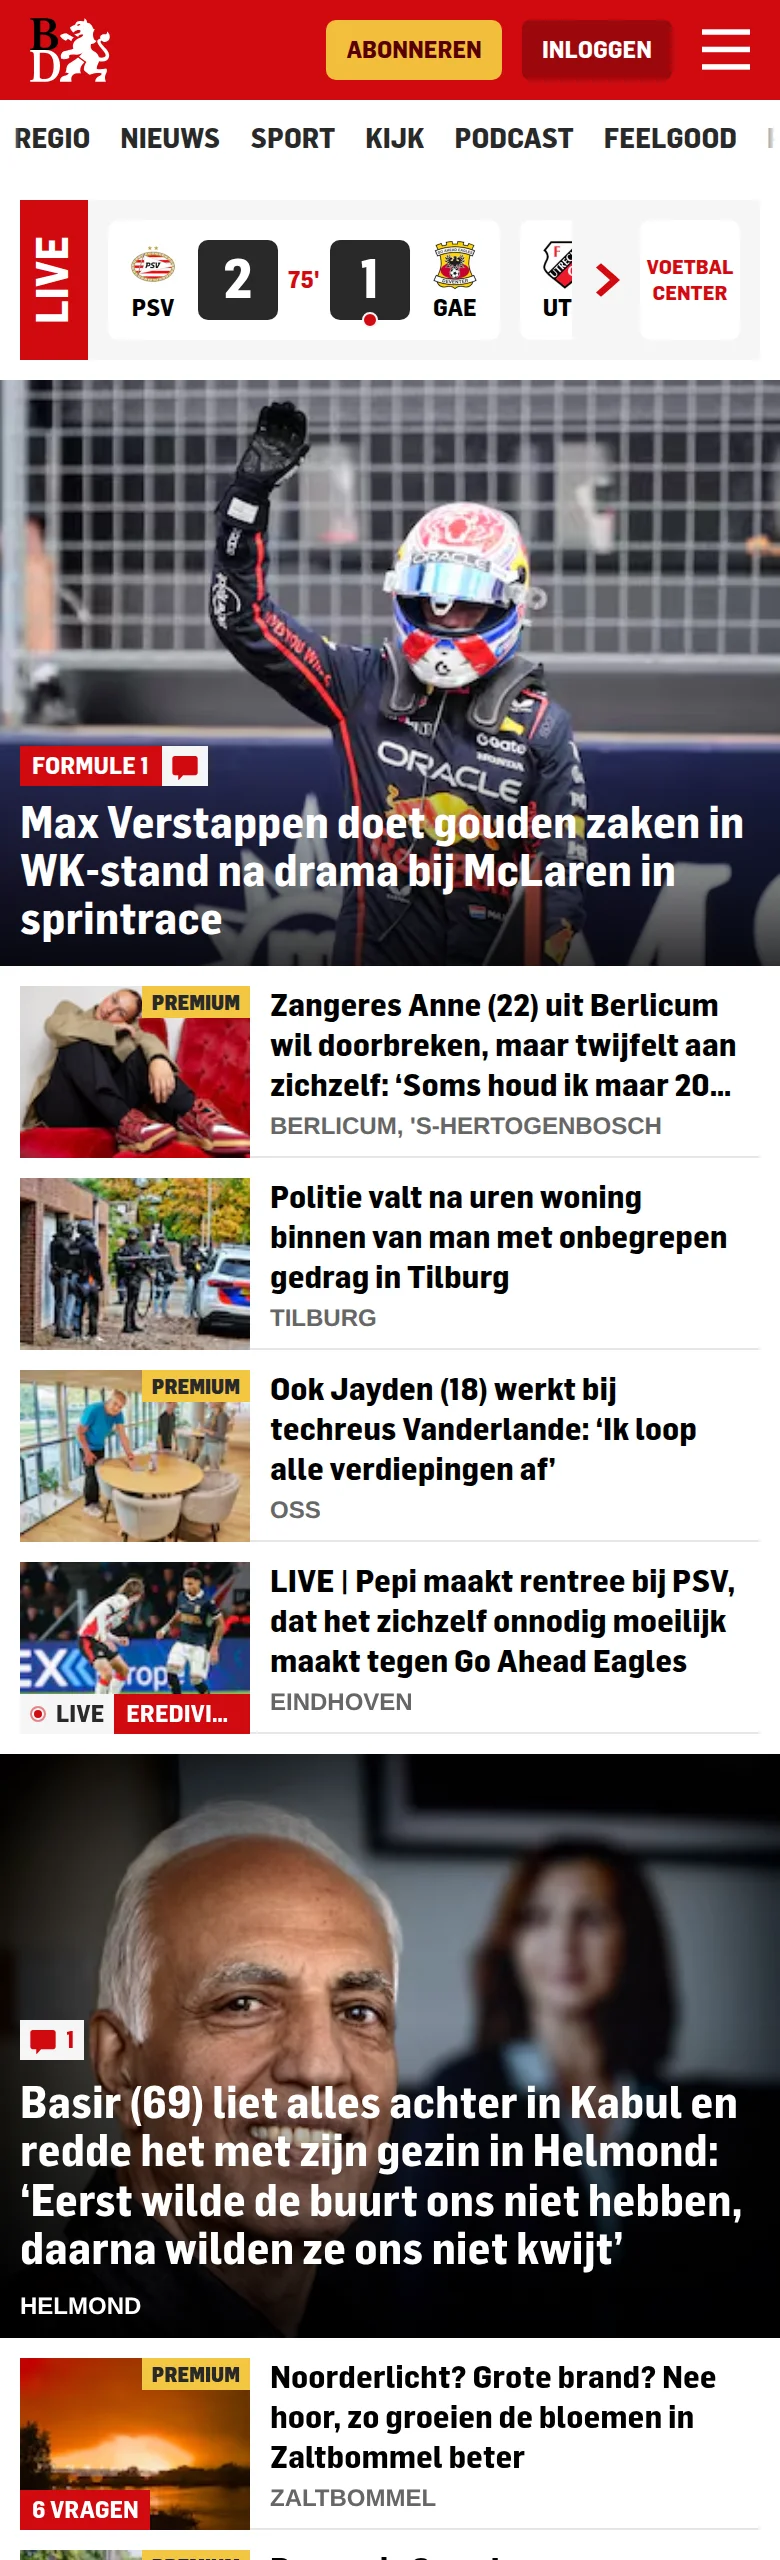 BD
ABONNEREN
INLOGGEN
REGIO NIEUWS SPORT KIJK PODCAST FEELGOOD
LIVE
PSV
2
75'
1
GAE
UT
VOETBAL
CENTER
ORACLE
ORACLE
FORMULE 1
Max Verstappen doet gouden zaken in
WK-stand na drama bij McLaren in
sprintrace
PREMIUM
Zangeres Anne (22) uit Berlicum
wil doorbreken, maar twijfelt aan
zichzelf: ‘Soms houd ik maar 20...
BERLICUM, 'S-HERTOGENBOSCH
Politie valt na uren woning
binnen van man met onbegrepen
gedrag in Tilburg
TILBURG
PREMIUM
Ook Jayden (18) werkt bij
techreus Vanderlande: ‘Ik loop
alle verdiepingen af’
OSS
LIVE | Pepi maakt rentree bij PSV,
dat het zichzelf onnodig moeilijk
maakt tegen Go Ahead Eagles
EINDHOVEN
LIVE
EREDIVI...
1
Basir (69) liet alles achter in Kabul en
redde het met zijn gezin in Helmond:
‘Eerst wilde de buurt ons niet hebben,
daarna wilden ze ons niet kwijt’
HELMOND
PREMIUM
Noorderlicht? Grote brand? Nee
hoor, zo groeien de bloemen in
Zaltbommel beter
ZALTBOMMEL
6 VRAGEN